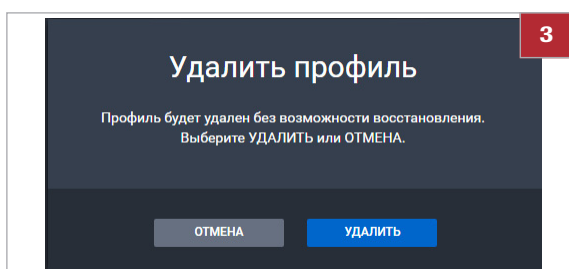 3
Удалить профиль
Профиль будет удален без возможности восстановления.
Выберите УДАЛИТЬ или ОТМЕНА.
ОТМЕНА
УДАЛИТЬ